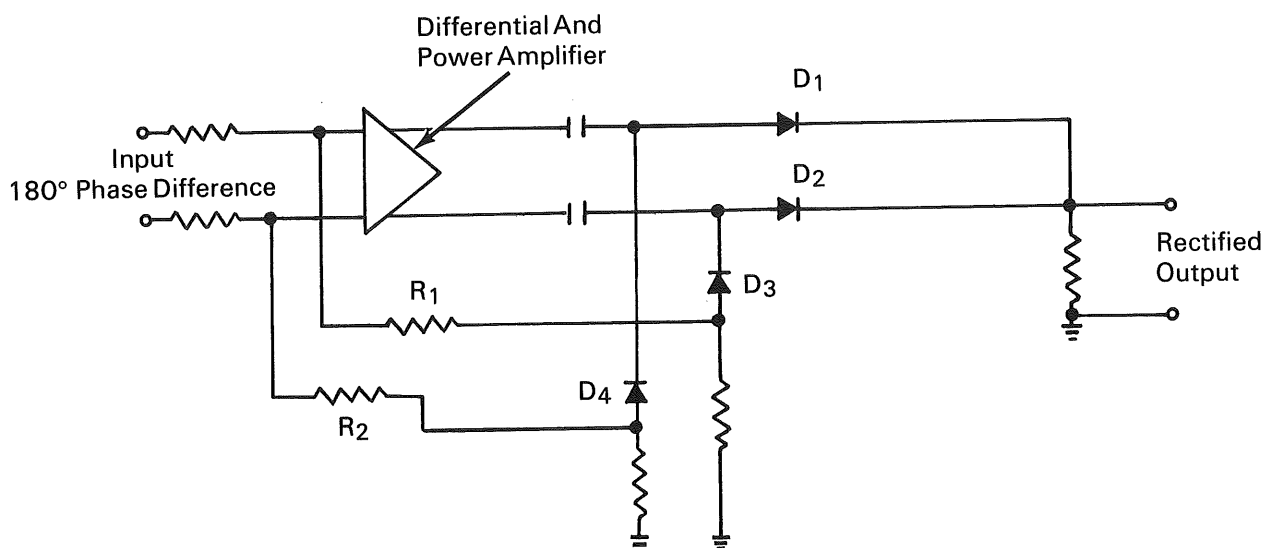 Differential And
Power Amplifier
D1
Input
180° Phase Difference
D2
Rectified
Output
D3
R1
D4
R2